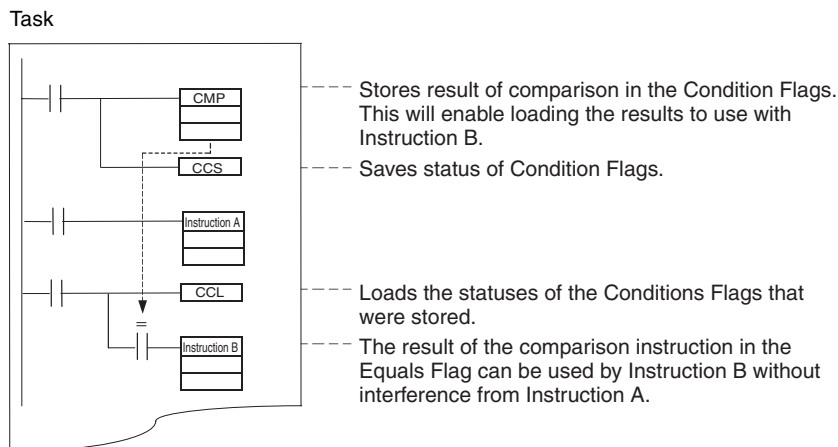 Task
CMP
Stores result of comparison in the Condition Flags.
This will enable loading the results to use with
Instruction B.
CCS
Saves status of Condition Flags.
Instruction A
CCL
Loads the statuses of the Conditions Flags that
were stored.
=
Instruction B
The result of the comparison instruction in the
Equals Flag can be used by Instruction B without
interference from Instruction A.